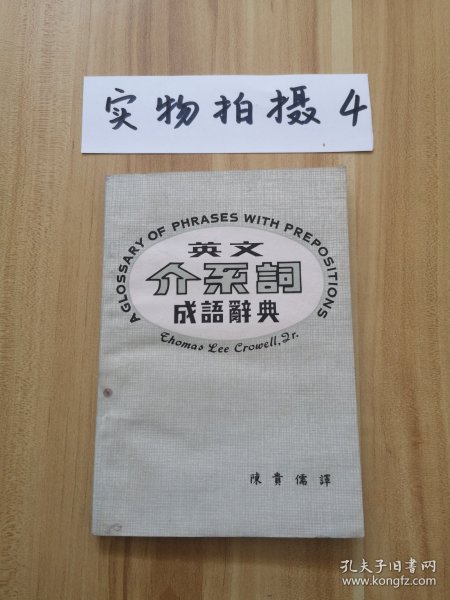 实物拍摄4
A GLOSSARY OF PHRASES WITH PREPOSITIONS
英文
介系詞
成語辭典
Thomas Lee Crowell, Jr.
陳貴儒譯
孔夫子旧书网
www.kongfz.com